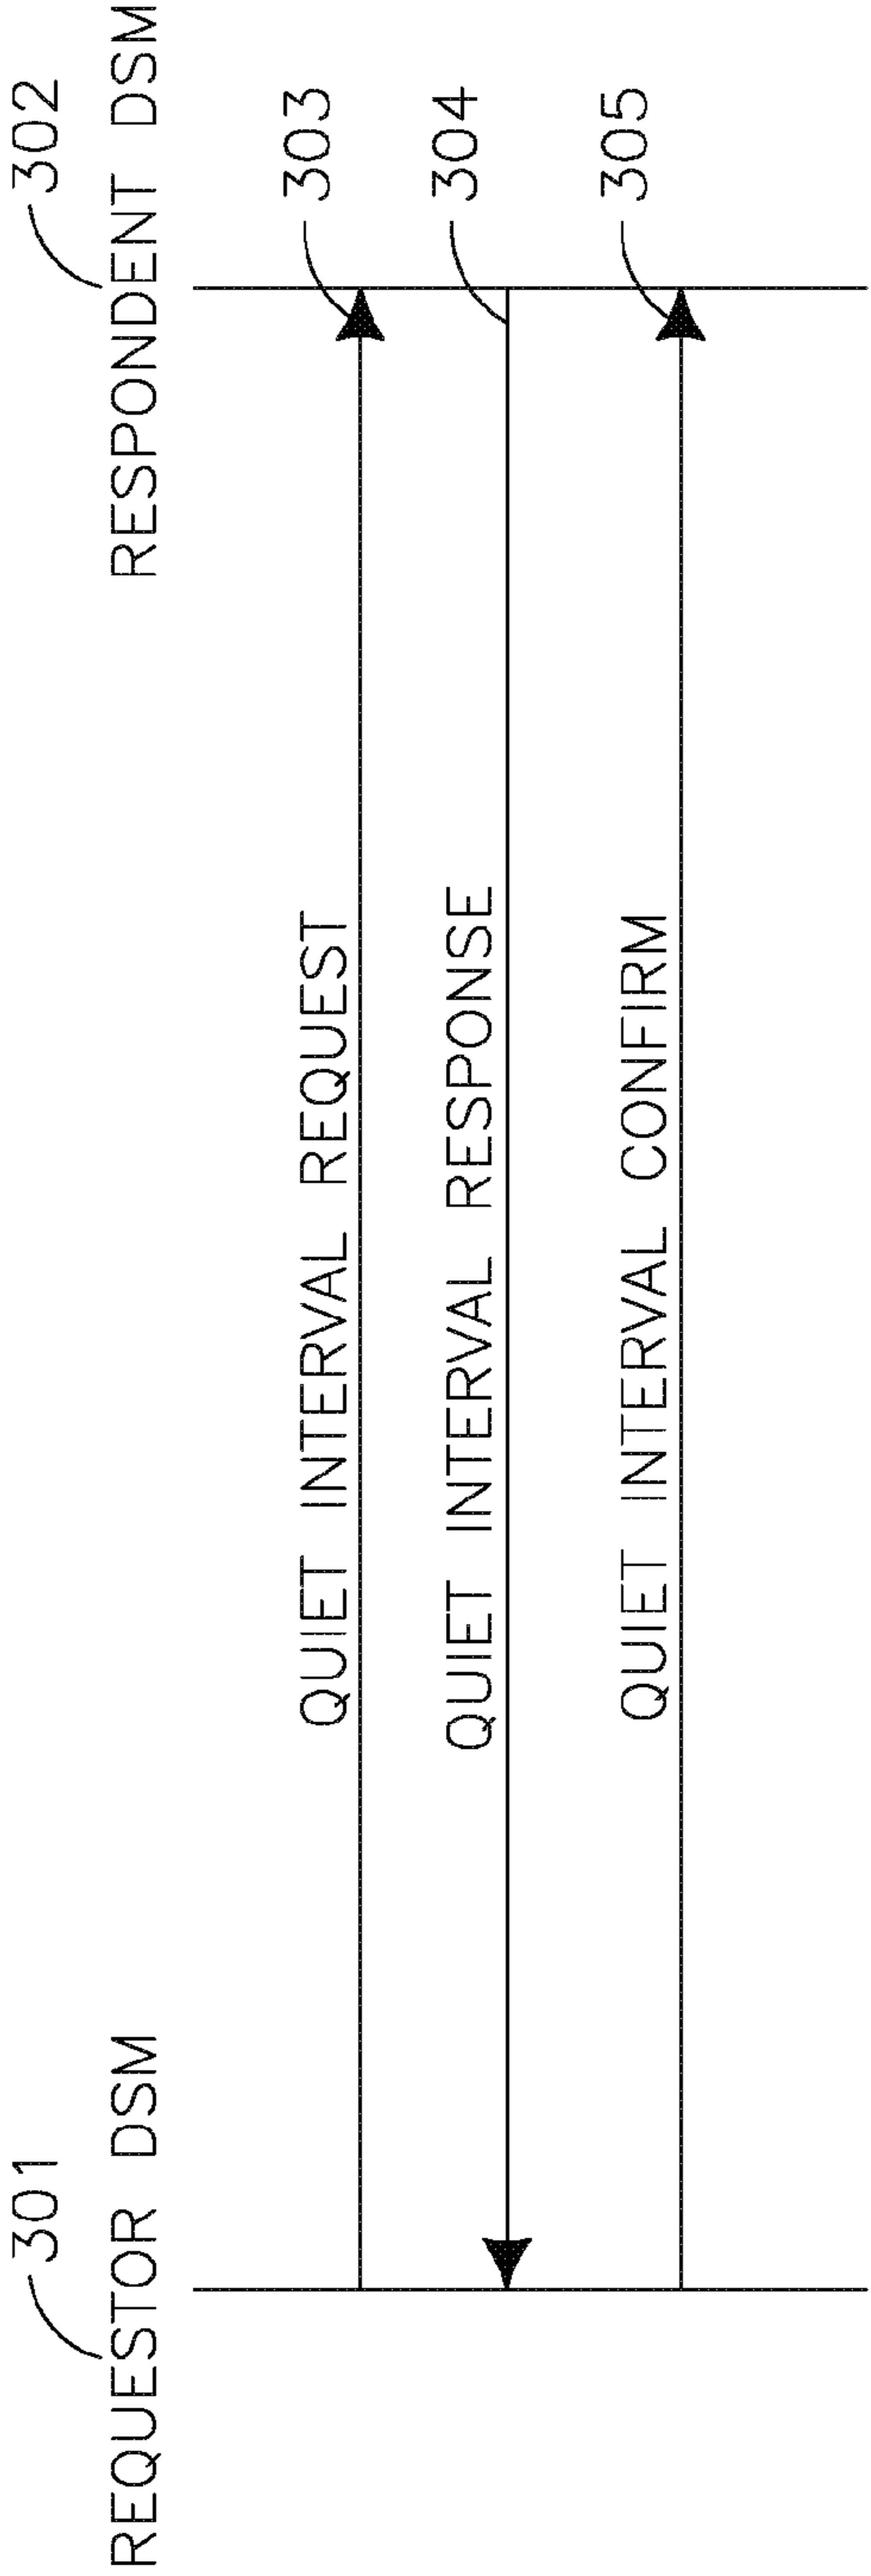 301
REQUESTOR DSM
302
RESPONDENT DSM
QUIET INTERVAL REQUEST
303
QUIET INTERVAL RESPONSE
304
QUIET INTERVAL CONFIRM
305